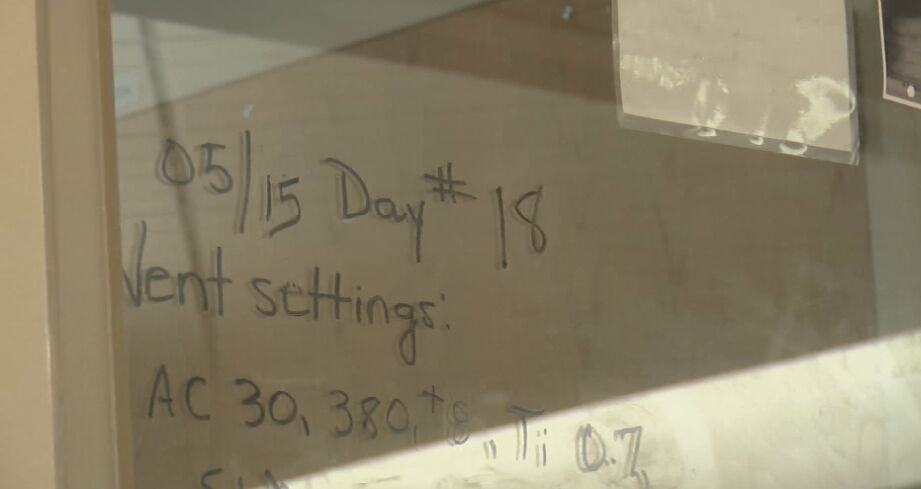 05/15 Day # 18
Vent settings:
AC 30, 380, +8, Ti 0.7,